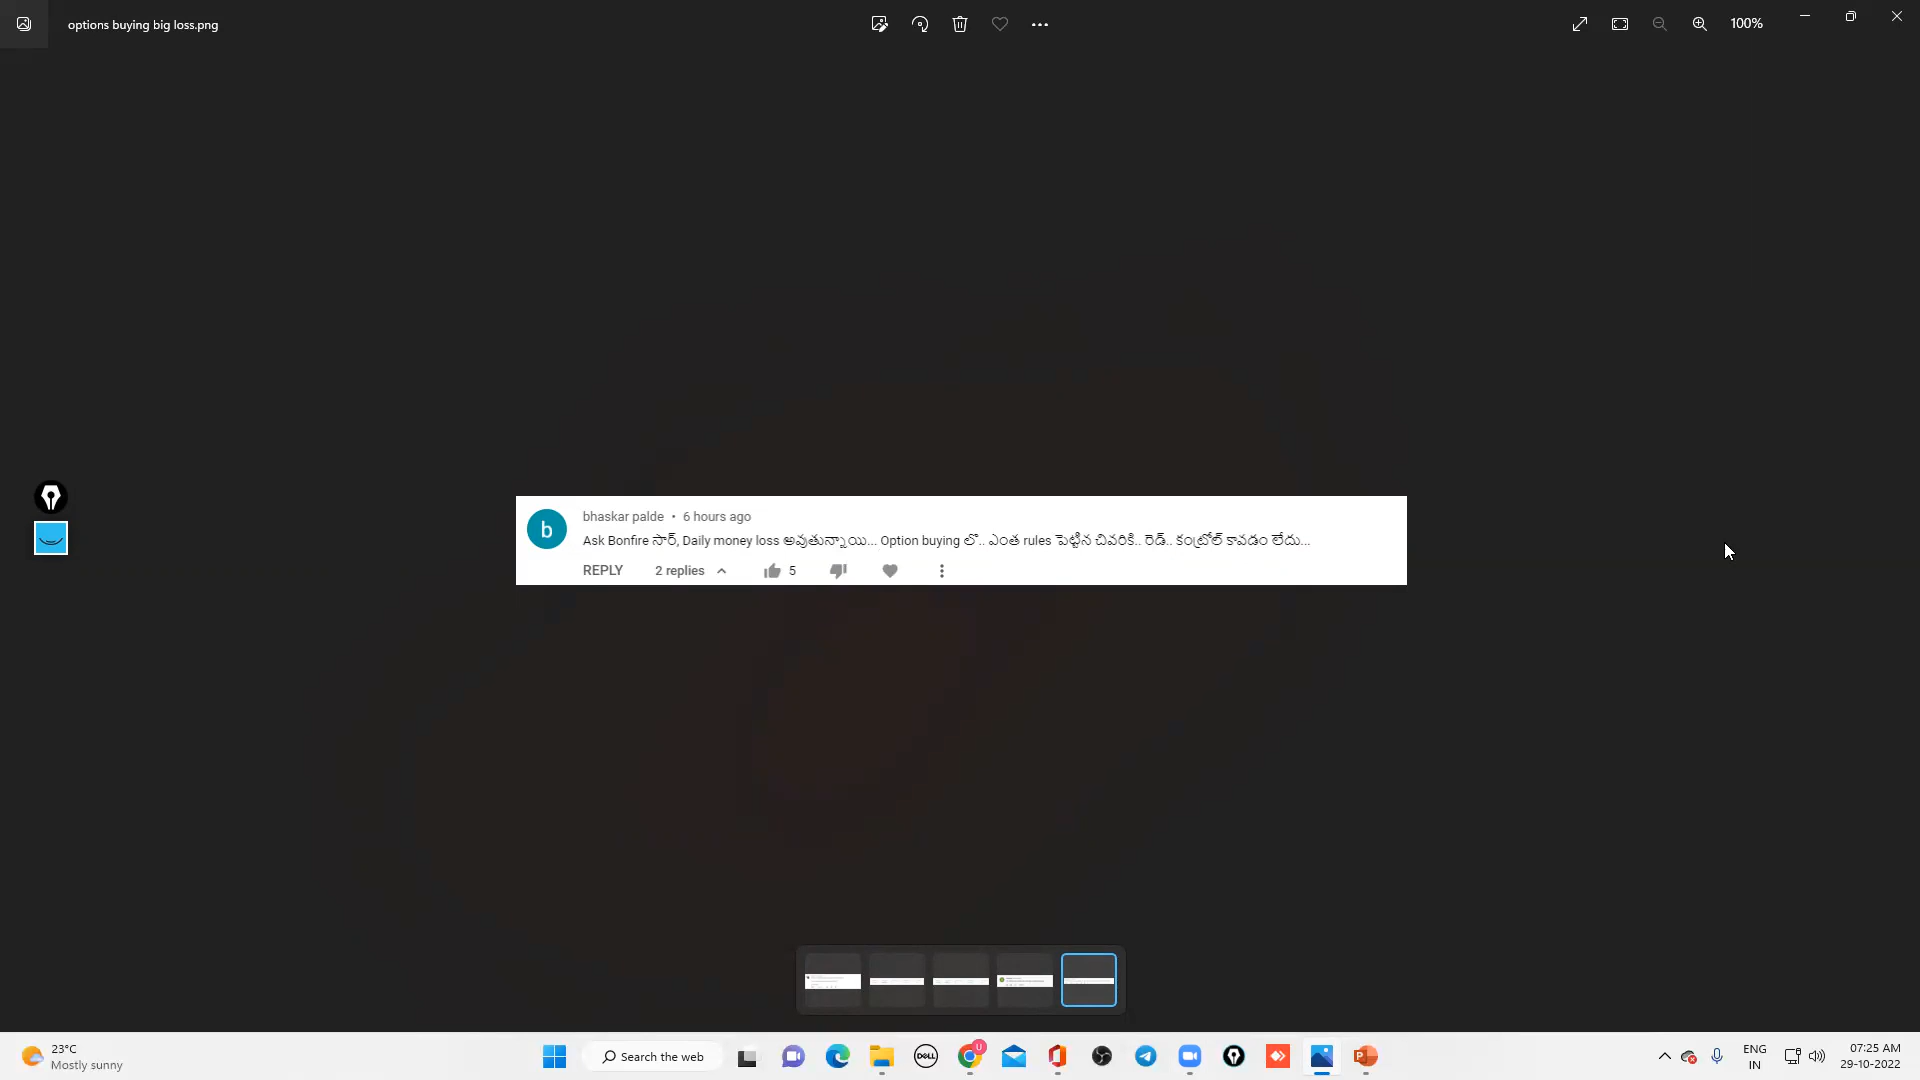 options buying big loss.png
100%
b
bhaskar palde • 6 hours ago
Ask Bonfire సార్, Daily money loss అవుతున్నాయి... Option buying లొ.. ఎంత rules పెట్టిన చివరికి.. రెడ్.. కంట్రోల్ కావడం లేదు...
REPLY 2 replies 5
23°C
Mostly sunny
Search the web
DELL
U
ENG
IN
07:25 AM
29-10-2022